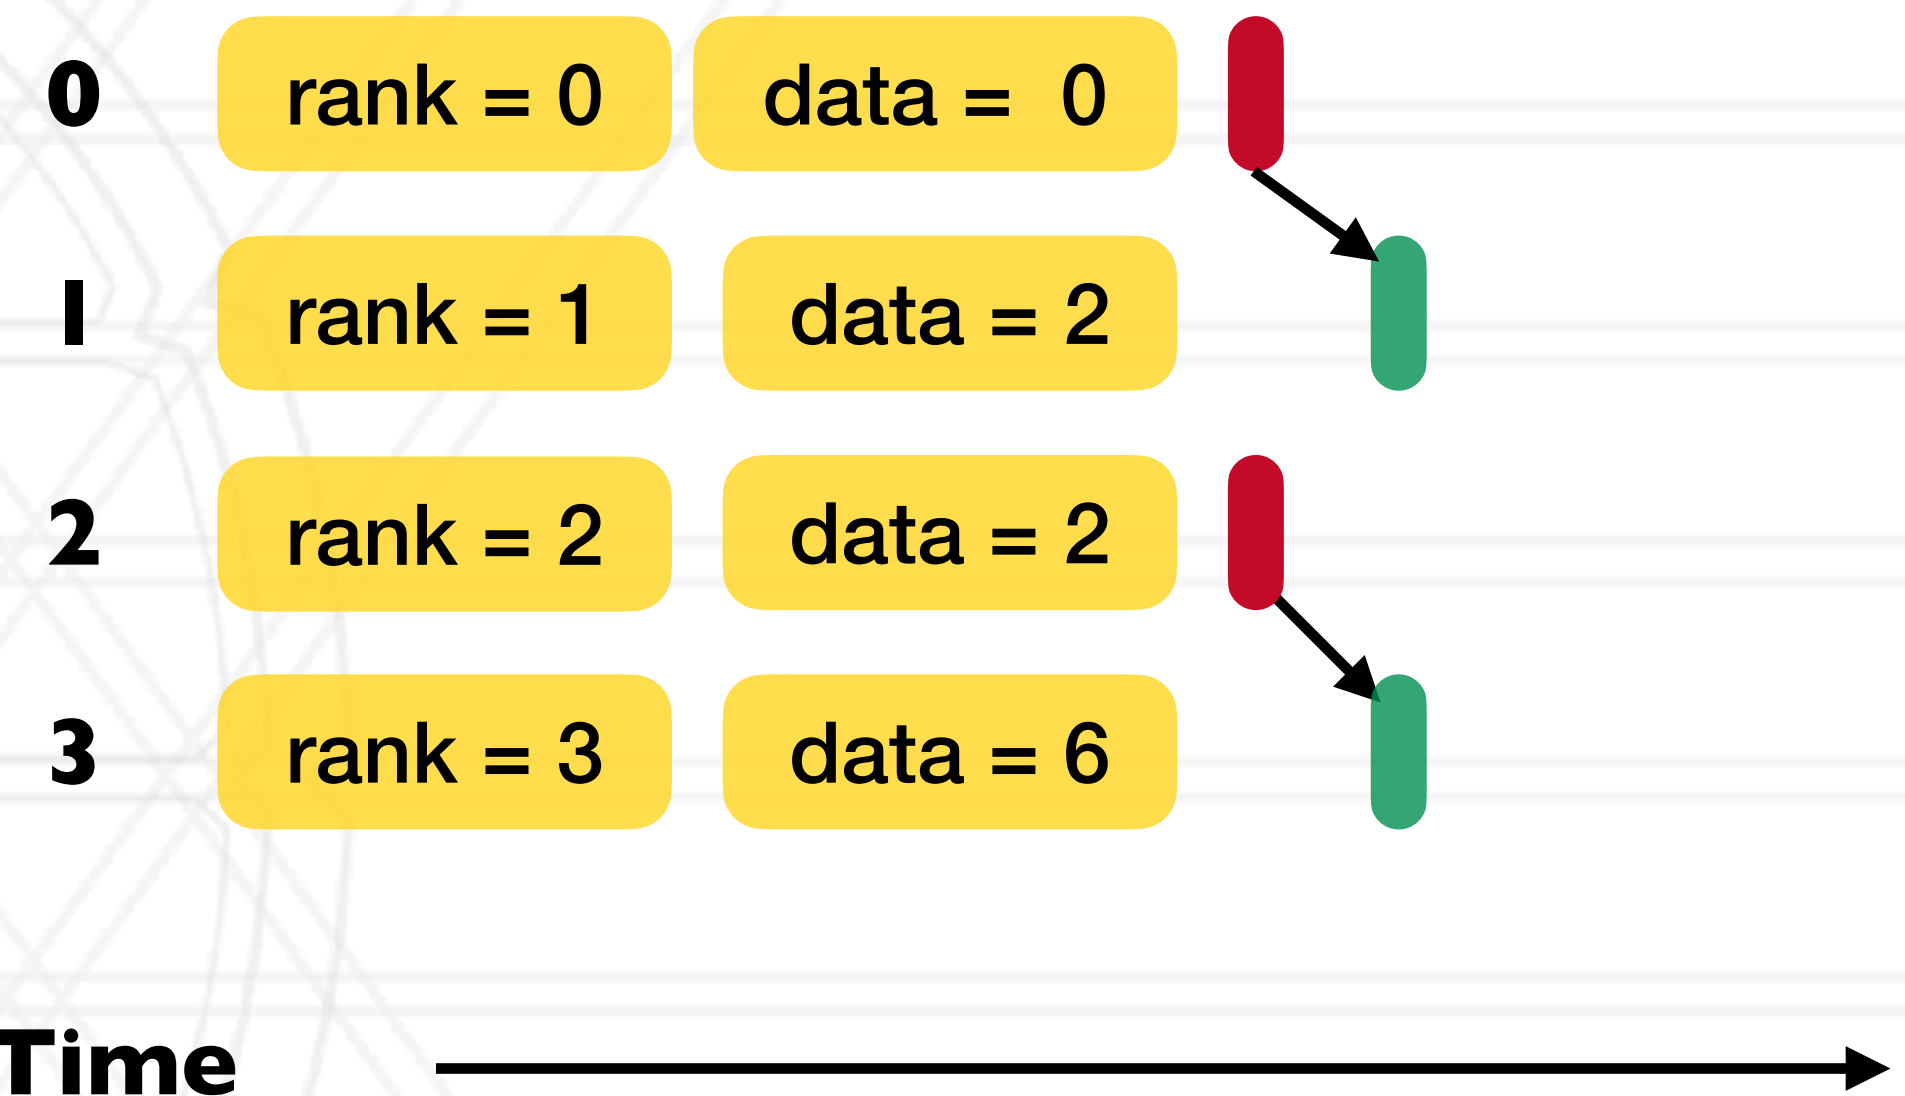 0 rank = 0 data = 0
1 rank = 1 data = 2
2 rank = 2 data = 2
3 rank = 3 data = 6
Time